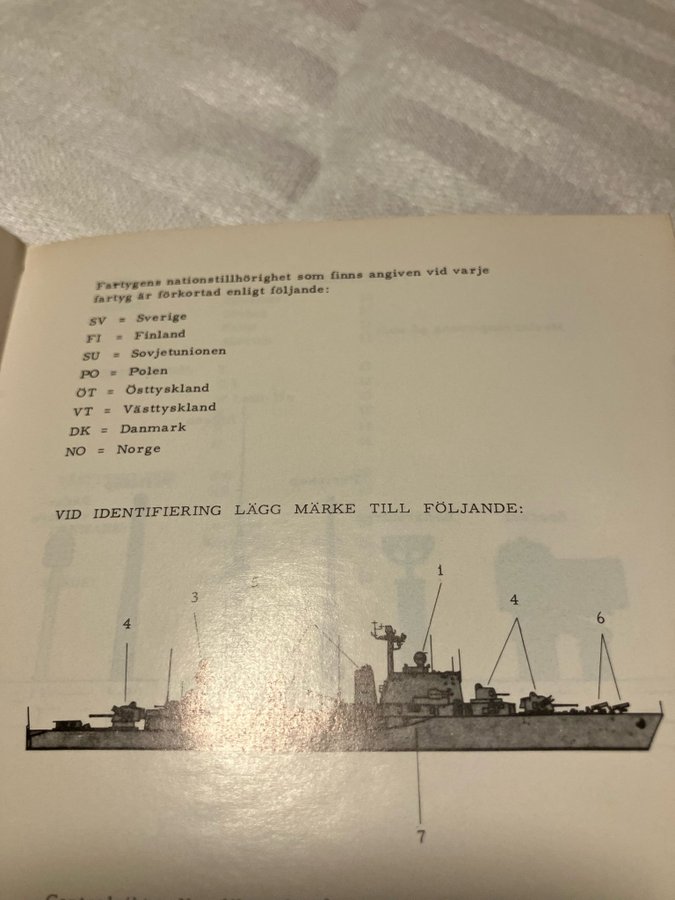 Fartygens nationstillhörighet som finns angiven vid varje
fartyg är förkortad enligt följande:
SV = Sverige
FI = Finland
SU = Sovjetunionen
PO = Polen
ÖT = Östtyskland
VT = Västtyskland
DK = Danmark
NO = Norge
VID IDENTIFIERING LÄGG MÄRKE TILL FÖLJANDE:
1
5
3
4
4
6
7